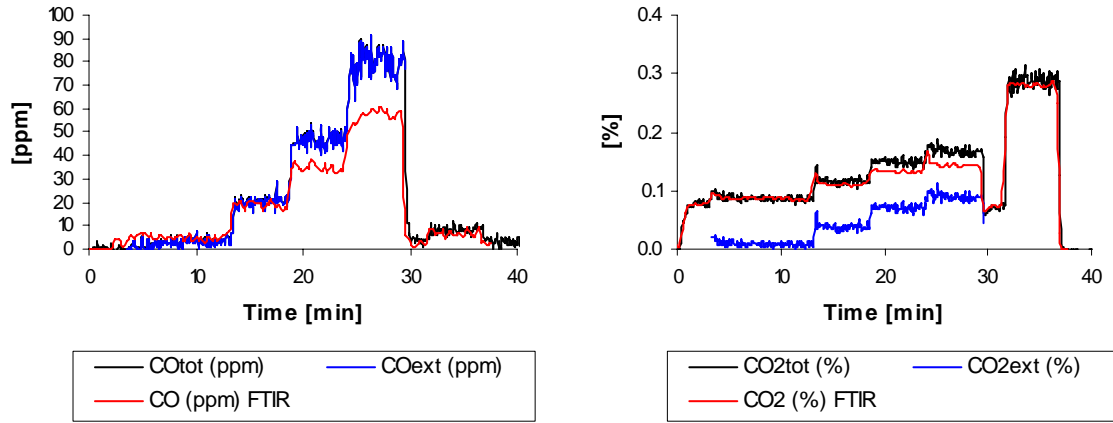 100
90
80
70
60
50
40
30
20
10
0
[ppm]
0 10 20 30 40
Time [min]
COtot (ppm) COext (ppm)
CO (ppm) FTIR
0.4
0.3
0.2
0.1
0.0
[%]
0 10 20 30 40
Time [min]
CO2tot (%) CO2ext (%)
CO2 (%) FTIR